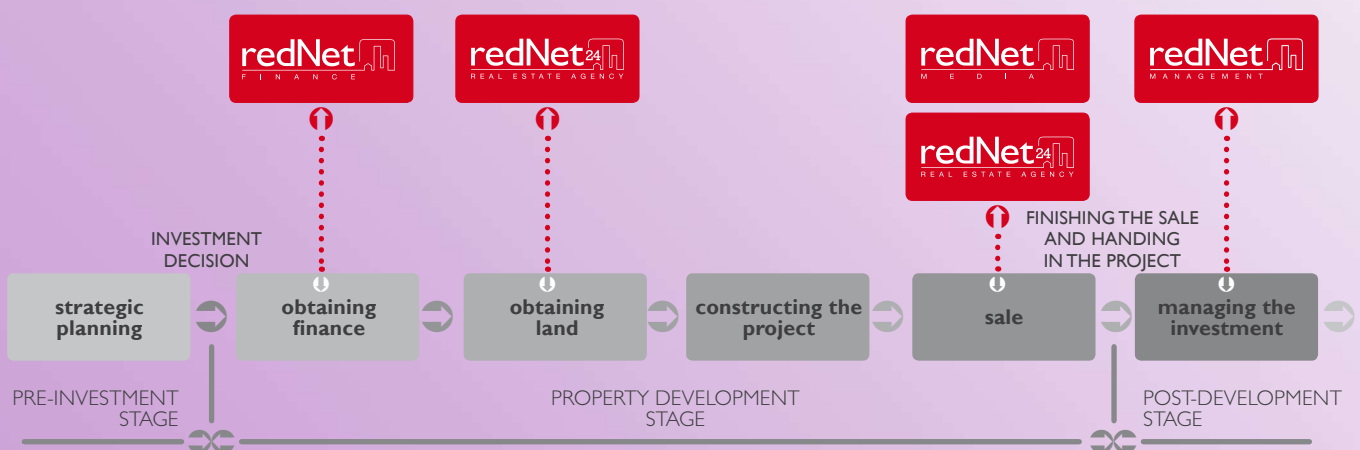 redNet
FINANCE
redNet24
REAL ESTATE AGENCY
redNet
MEDIA
redNet
MANAGEMENT
redNet24
REAL ESTATE AGENCY
INVESTMENT
DECISION
FINISHING THE SALE
AND HANDING
IN THE PROJECT
strategic
planning
obtaining
finance
obtaining
land
constructing the
project
sale
managing the
investment
PRE-INVESTMENT
STAGE
PROPERTY DEVELOPMENT
STAGE
POST-DEVELOPMENT
STAGE